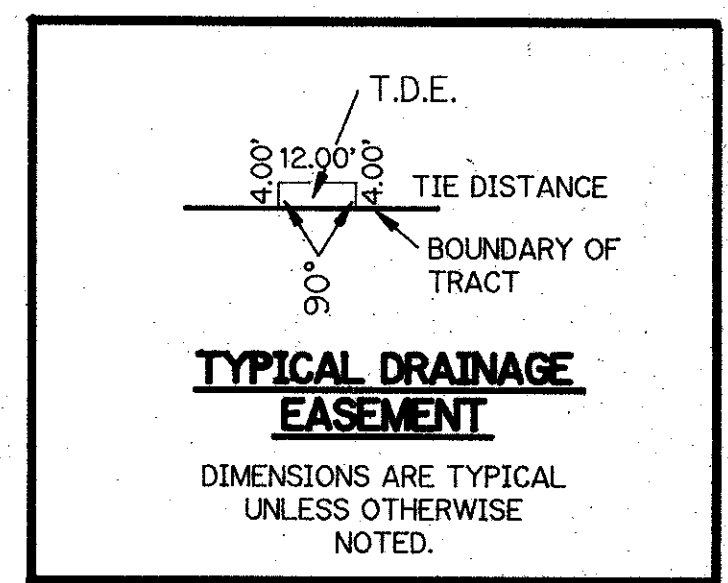 T.D.E.
4.00' 12.00' 4.00'
TIE DISTANCE
BOUNDARY OF
TRACT
90°
TYPICAL DRAINAGE
EASEMENT
DIMENSIONS ARE TYPICAL
UNLESS OTHERWISE
NOTED.